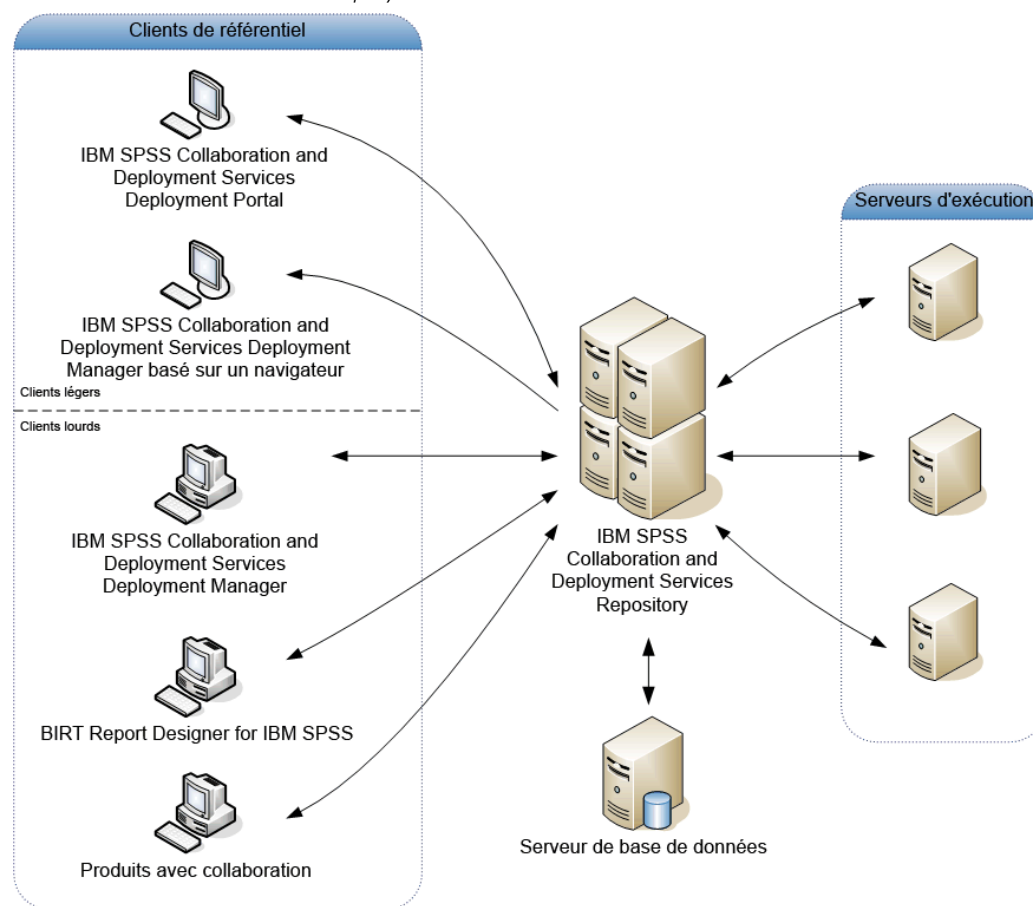 Clients de référentiel
IBM SPSS Collaboration and
Deployment Services
Deployment Portal
IBM SPSS Collaboration and
Deployment Services Deployment
Manager basé sur un navigateur
Clients légers
Clients lourds
IBM SPSS Collaboration and
Deployment Services
Deployment Manager
BIRT Report Designer for IBM SPSS
Produits avec collaboration
IBM SPSS
Collaboration and
Deployment Services
Repository
Serveur de base de données
Serveurs d'exécution